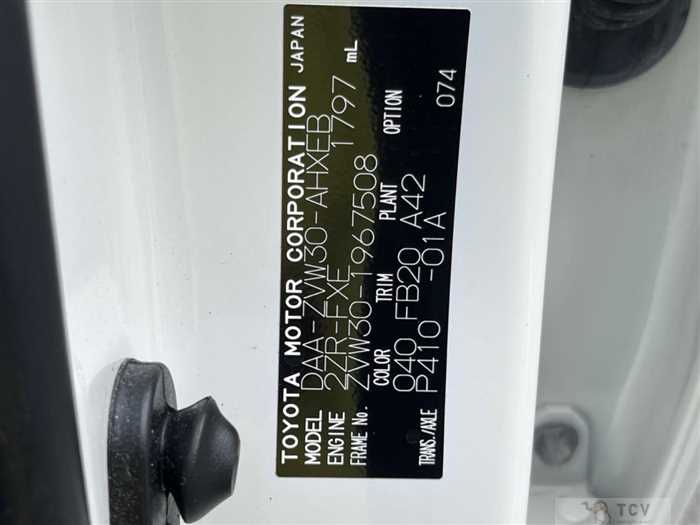 TOYOTA MOTOR CORPORATION JAPAN
MODEL DAA-ZVW30-AHXEB
ENGINE 2ZR-FXE 1797 mL
FRAME No. ZVW30-1967508
COLOR TRIM PLANT OPTION
040 FB20 A42 074
TRANS./AXLE P410 -01A
TCV